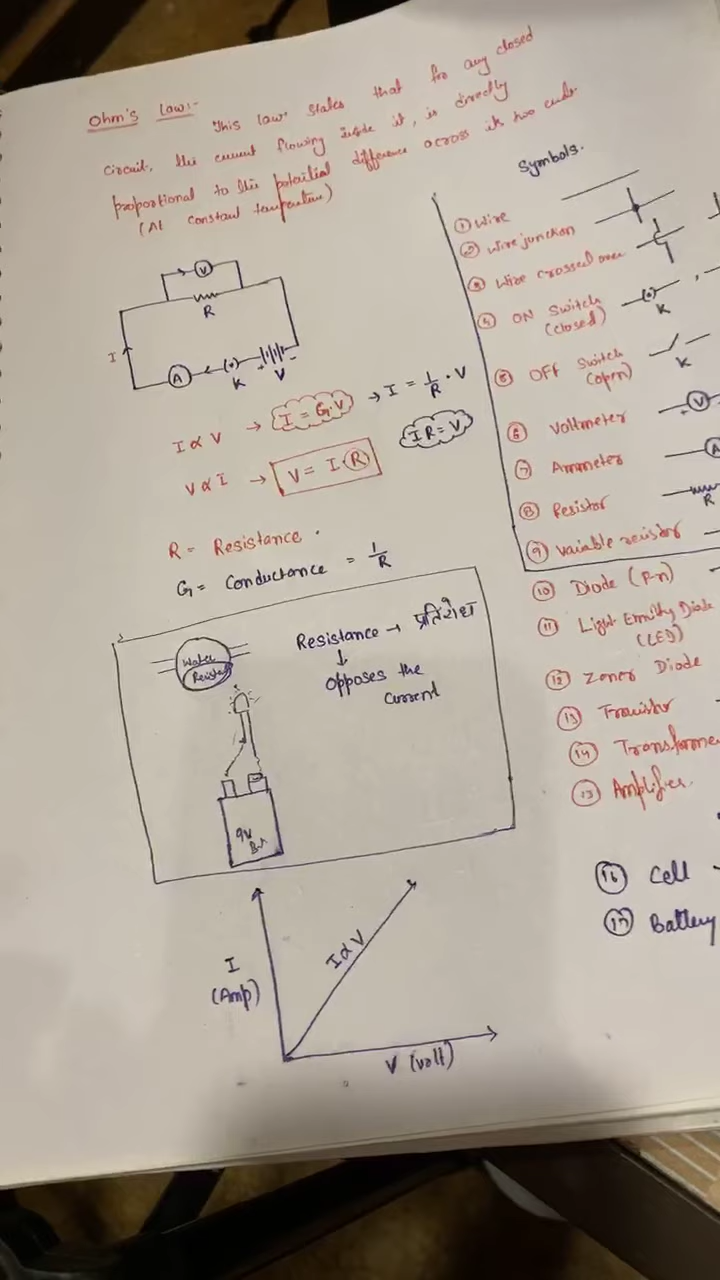 Ohm's Law:-
This law states that for any closed
circuit, the current flowing inside it, is directly
proportional to the potential difference across its two ends
(At constant temperature)
V
R
I
A
K
+ -
V
I ∝ V → I = G·V → I = 1/R · V
V ∝ I → V = I R
IR = V
R = Resistance
G = Conductance = 1/R
Water
Resistance → प्रतिरोध
↓
opposes the
current
9V
I
(Amp)
I ∝ V
V (volt)
Symbols.
① Wire
② Wire junction
③ Wire crossed over
④ ON Switch
(closed)
K
⑤ OFF Switch
(open)
K
⑥ Voltmeter
V
⑦ Ammeter
A
⑧ Resistor
R
⑨ Variable resistor
⑩ Diode (P-n)
⑪ Light Emitting Diode
(LED)
⑫ Zener Diode
⑬ Transistor
⑭ Transforme
⑮ Amplifier
⑯ Cell
⑰ Battery